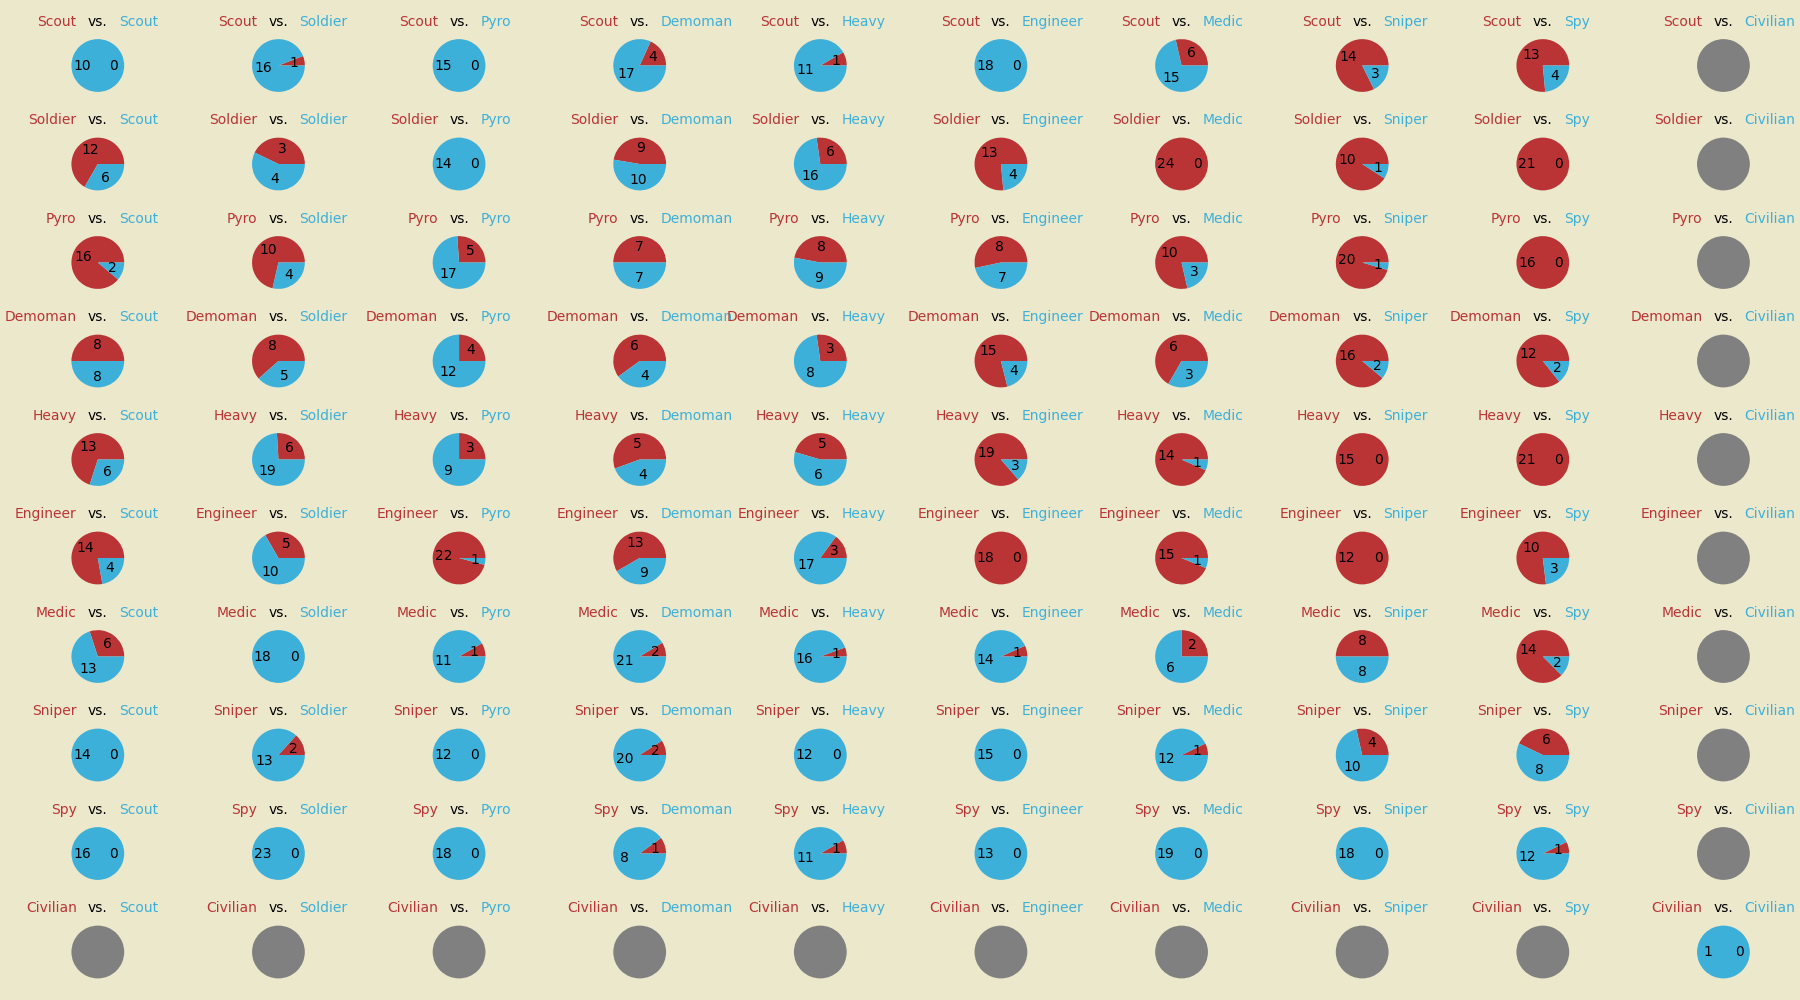 Scout vs. Scout Scout vs. Soldier Scout vs. Pyro Scout vs. Demoman Scout vs. Heavy Scout vs. Engineer Scout vs. Medic Scout vs. Sniper Scout vs. Spy Scout vs. Civilian
10 0 16 1 15 0 17 4 11 1 18 0 15 6 14 3 13 4
Soldier vs. Scout Soldier vs. Soldier Soldier vs. Pyro Soldier vs. Demoman Soldier vs. Heavy Soldier vs. Engineer Soldier vs. Medic Soldier vs. Sniper Soldier vs. Spy Soldier vs. Civilian
12 6 3 4 14 0 9 10 6 16 13 4 24 0 10 1 21 0
Pyro vs. Scout Pyro vs. Soldier Pyro vs. Pyro Pyro vs. Demoman Pyro vs. Heavy Pyro vs. Engineer Pyro vs. Medic Pyro vs. Sniper Pyro vs. Spy Pyro vs. Civilian
16 2 10 4 5 17 7 7 8 9 8 7 10 3 20 1 16 0
Demoman vs. Scout Demoman vs. Soldier Demoman vs. Pyro Demoman vs. Demoman Demoman vs. Heavy Demoman vs. Engineer Demoman vs. Medic Demoman vs. Sniper Demoman vs. Spy Demoman vs. Civilian
8 8 8 5 4 12 6 4 3 8 15 4 6 3 16 2 12 2
Heavy vs. Scout Heavy vs. Soldier Heavy vs. Pyro Heavy vs. Demoman Heavy vs. Heavy Heavy vs. Engineer Heavy vs. Medic Heavy vs. Sniper Heavy vs. Spy Heavy vs. Civilian
13 6 6 19 3 9 5 4 5 6 19 3 14 1 15 0 21 0
Engineer vs. Scout Engineer vs. Soldier Engineer vs. Pyro Engineer vs. Demoman Engineer vs. Heavy Engineer vs. Engineer Engineer vs. Medic Engineer vs. Sniper Engineer vs. Spy Engineer vs. Civilian
14 4 5 10 22 1 13 9 3 17 18 0 15 1 12 0 10 3
Medic vs. Scout Medic vs. Soldier Medic vs. Pyro Medic vs. Demoman Medic vs. Heavy Medic vs. Engineer Medic vs. Medic Medic vs. Sniper Medic vs. Spy Medic vs. Civilian
6 13 18 0 11 1 21 2 16 1 14 1 2 6 8 8 14 2
Sniper vs. Scout Sniper vs. Soldier Sniper vs. Pyro Sniper vs. Demoman Sniper vs. Heavy Sniper vs. Engineer Sniper vs. Medic Sniper vs. Sniper Sniper vs. Spy Sniper vs. Civilian
14 0 13 2 12 0 20 2 12 0 15 0 12 1 4 10 6 8
Spy vs. Scout Spy vs. Soldier Spy vs. Pyro Spy vs. Demoman Spy vs. Heavy Spy vs. Engineer Spy vs. Medic Spy vs. Sniper Spy vs. Spy Spy vs. Civilian
16 0 23 0 18 0 8 1 11 1 13 0 19 0 18 0 12 1
Civilian vs. Scout Civilian vs. Soldier Civilian vs. Pyro Civilian vs. Demoman Civilian vs. Heavy Civilian vs. Engineer Civilian vs. Medic Civilian vs. Sniper Civilian vs. Spy Civilian vs. Civilian
1 0